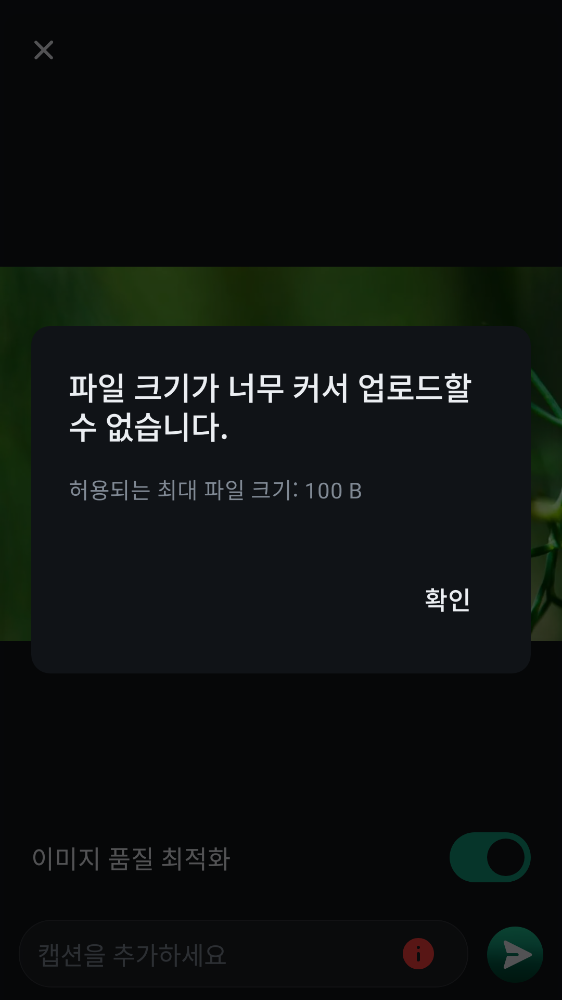 파일 크기가 너무 커서 업로드할
수 없습니다.
허용되는 최대 파일 크기: 100 B
확인
이미지 품질 최적화
캡션을 추가하세요